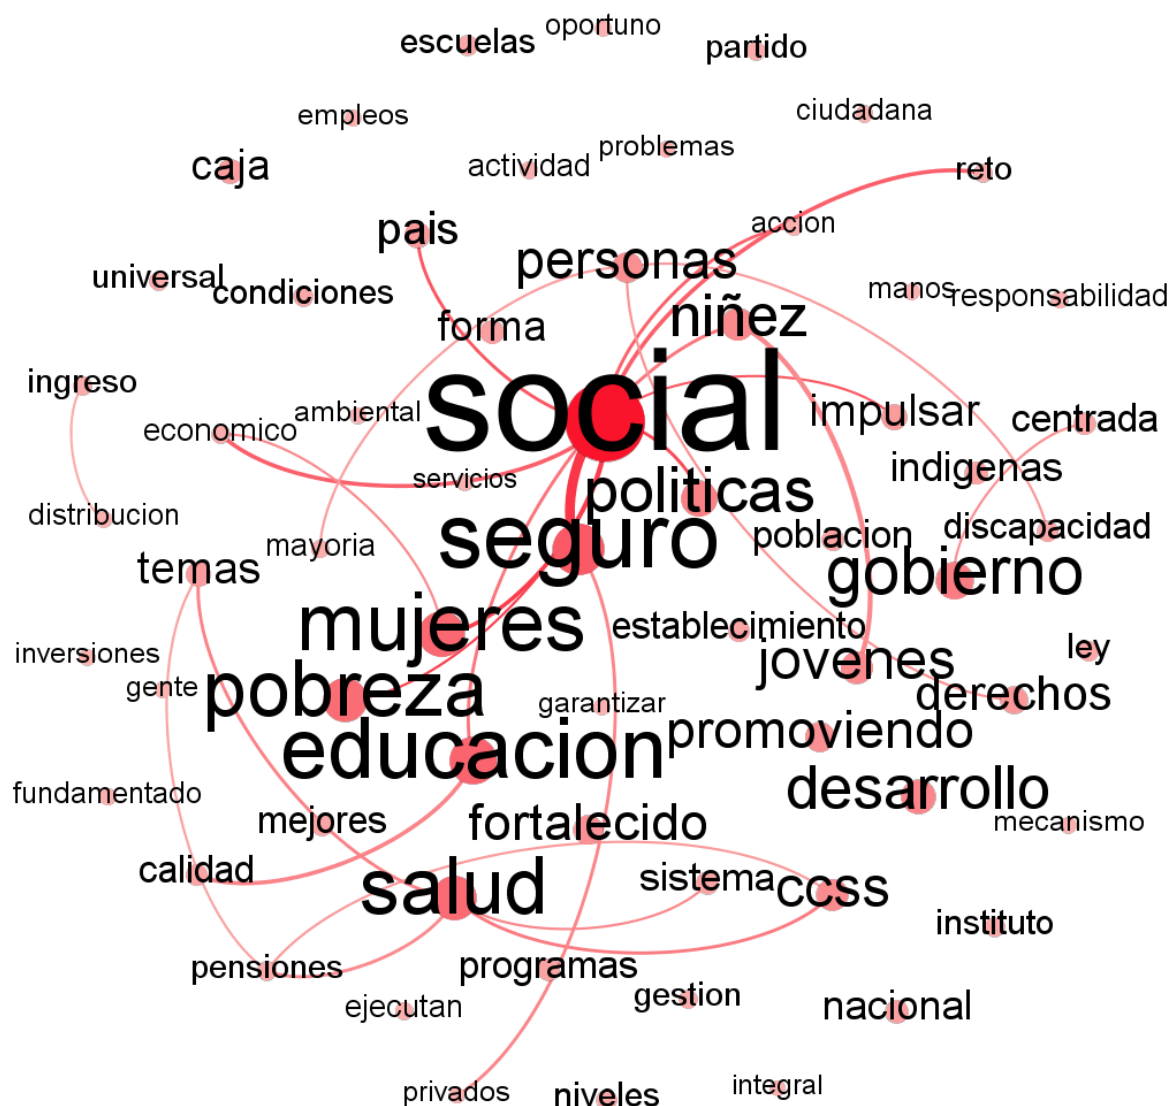 oportuno
escuelas
partido
empleos
ciudadana
problemas
caja
actividad
reto
accion
pais
personas
universal
condiciones
manos
responsabilidad
forma
niñez
ingreso
social
ambiental
impulsar
centrada
economico
servicios
indigenas
politicas
distribucion
mayoria
seguro
poblacion
discapacidad
temas
gobierno
mujeres
establecimiento
inversiones
jovenes
ley
gente
pobreza
garantizar
derechos
promoviendo
educacion
fundamentado
desarrollo
mejores
fortalecido
mecanismo
calidad
salud
sistema
ccss
instituto
pensiones
programas
gestion
ejecutan
nacional
privados
niveles
integral